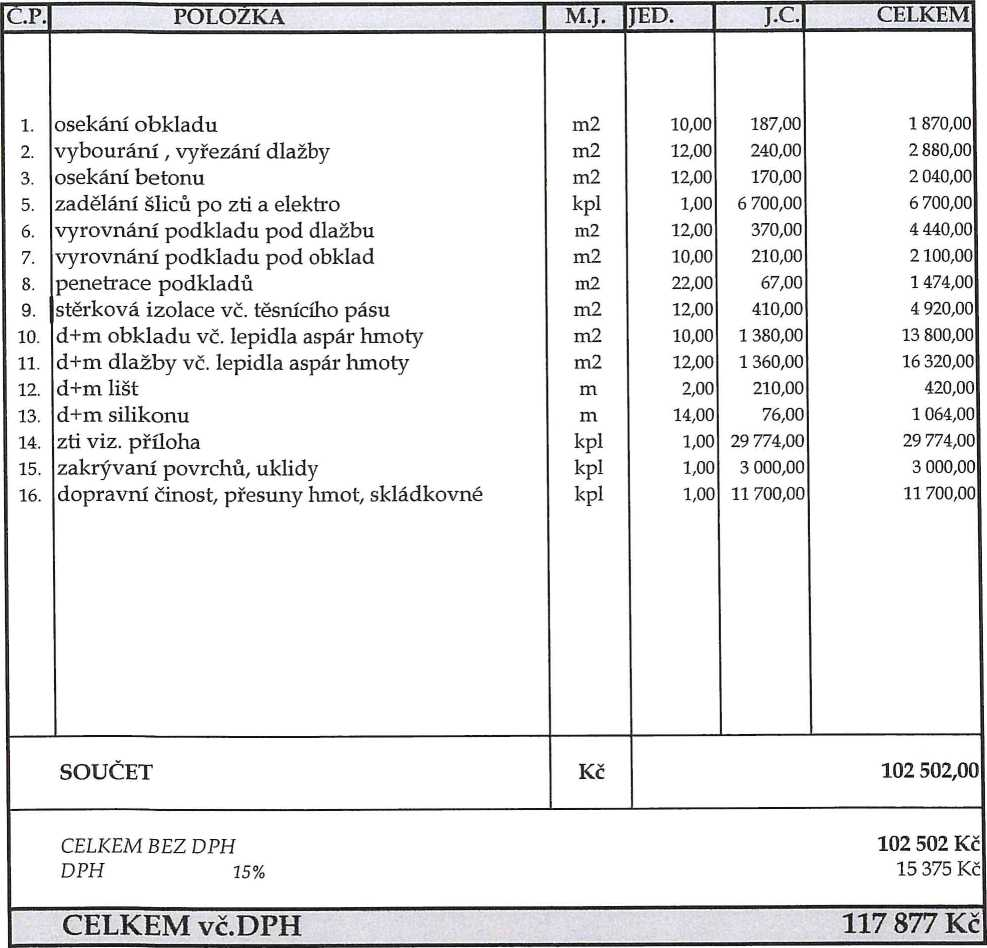 Č.P. POLOŽKA M.J. JED. J.C. CELKEM
1. osekání obkladu m2 10,00 187,00 1 870,00
2. vybourání , vyřezání dlažby m2 12,00 240,00 2 880,00
3. osekání betonu m2 12,00 170,00 2 040,00
5. zadělání šliců po zti a elektro kpl 1,00 6 700,00 6 700,00
6. vyrovnání podkladu pod dlažbu m2 12,00 370,00 4 440,00
7. vyrovnání podkladu pod obklad m2 10,00 210,00 2 100,00
8. penetrace podkladů m2 22,00 67,00 1 474,00
9. stěrková izolace vč. těsnícího pásu m2 12,00 410,00 4 920,00
10. d+m obkladu vč. lepidla aspár hmoty m2 10,00 1 380,00 13 800,00
11. d+m dlažby vč. lepidla aspár hmoty m2 12,00 1 360,00 16 320,00
12. d+m lišt m 2,00 210,00 420,00
13. d+m silikonu m 14,00 76,00 1 064,00
14. zti viz. příloha kpl 1,00 29 774,00 29 774,00
15. zakrývaní povrchů, uklidy kpl 1,00 3 000,00 3 000,00
16. dopravní činost, přesuny hmot, skládkovné kpl 1,00 11 700,00 11 700,00
SOUČET Kč 102 502,00
CELKEM BEZ DPH 102 502 Kč
DPH 15% 15 375 Kč
CELKEM vč.DPH 117 877 Kč